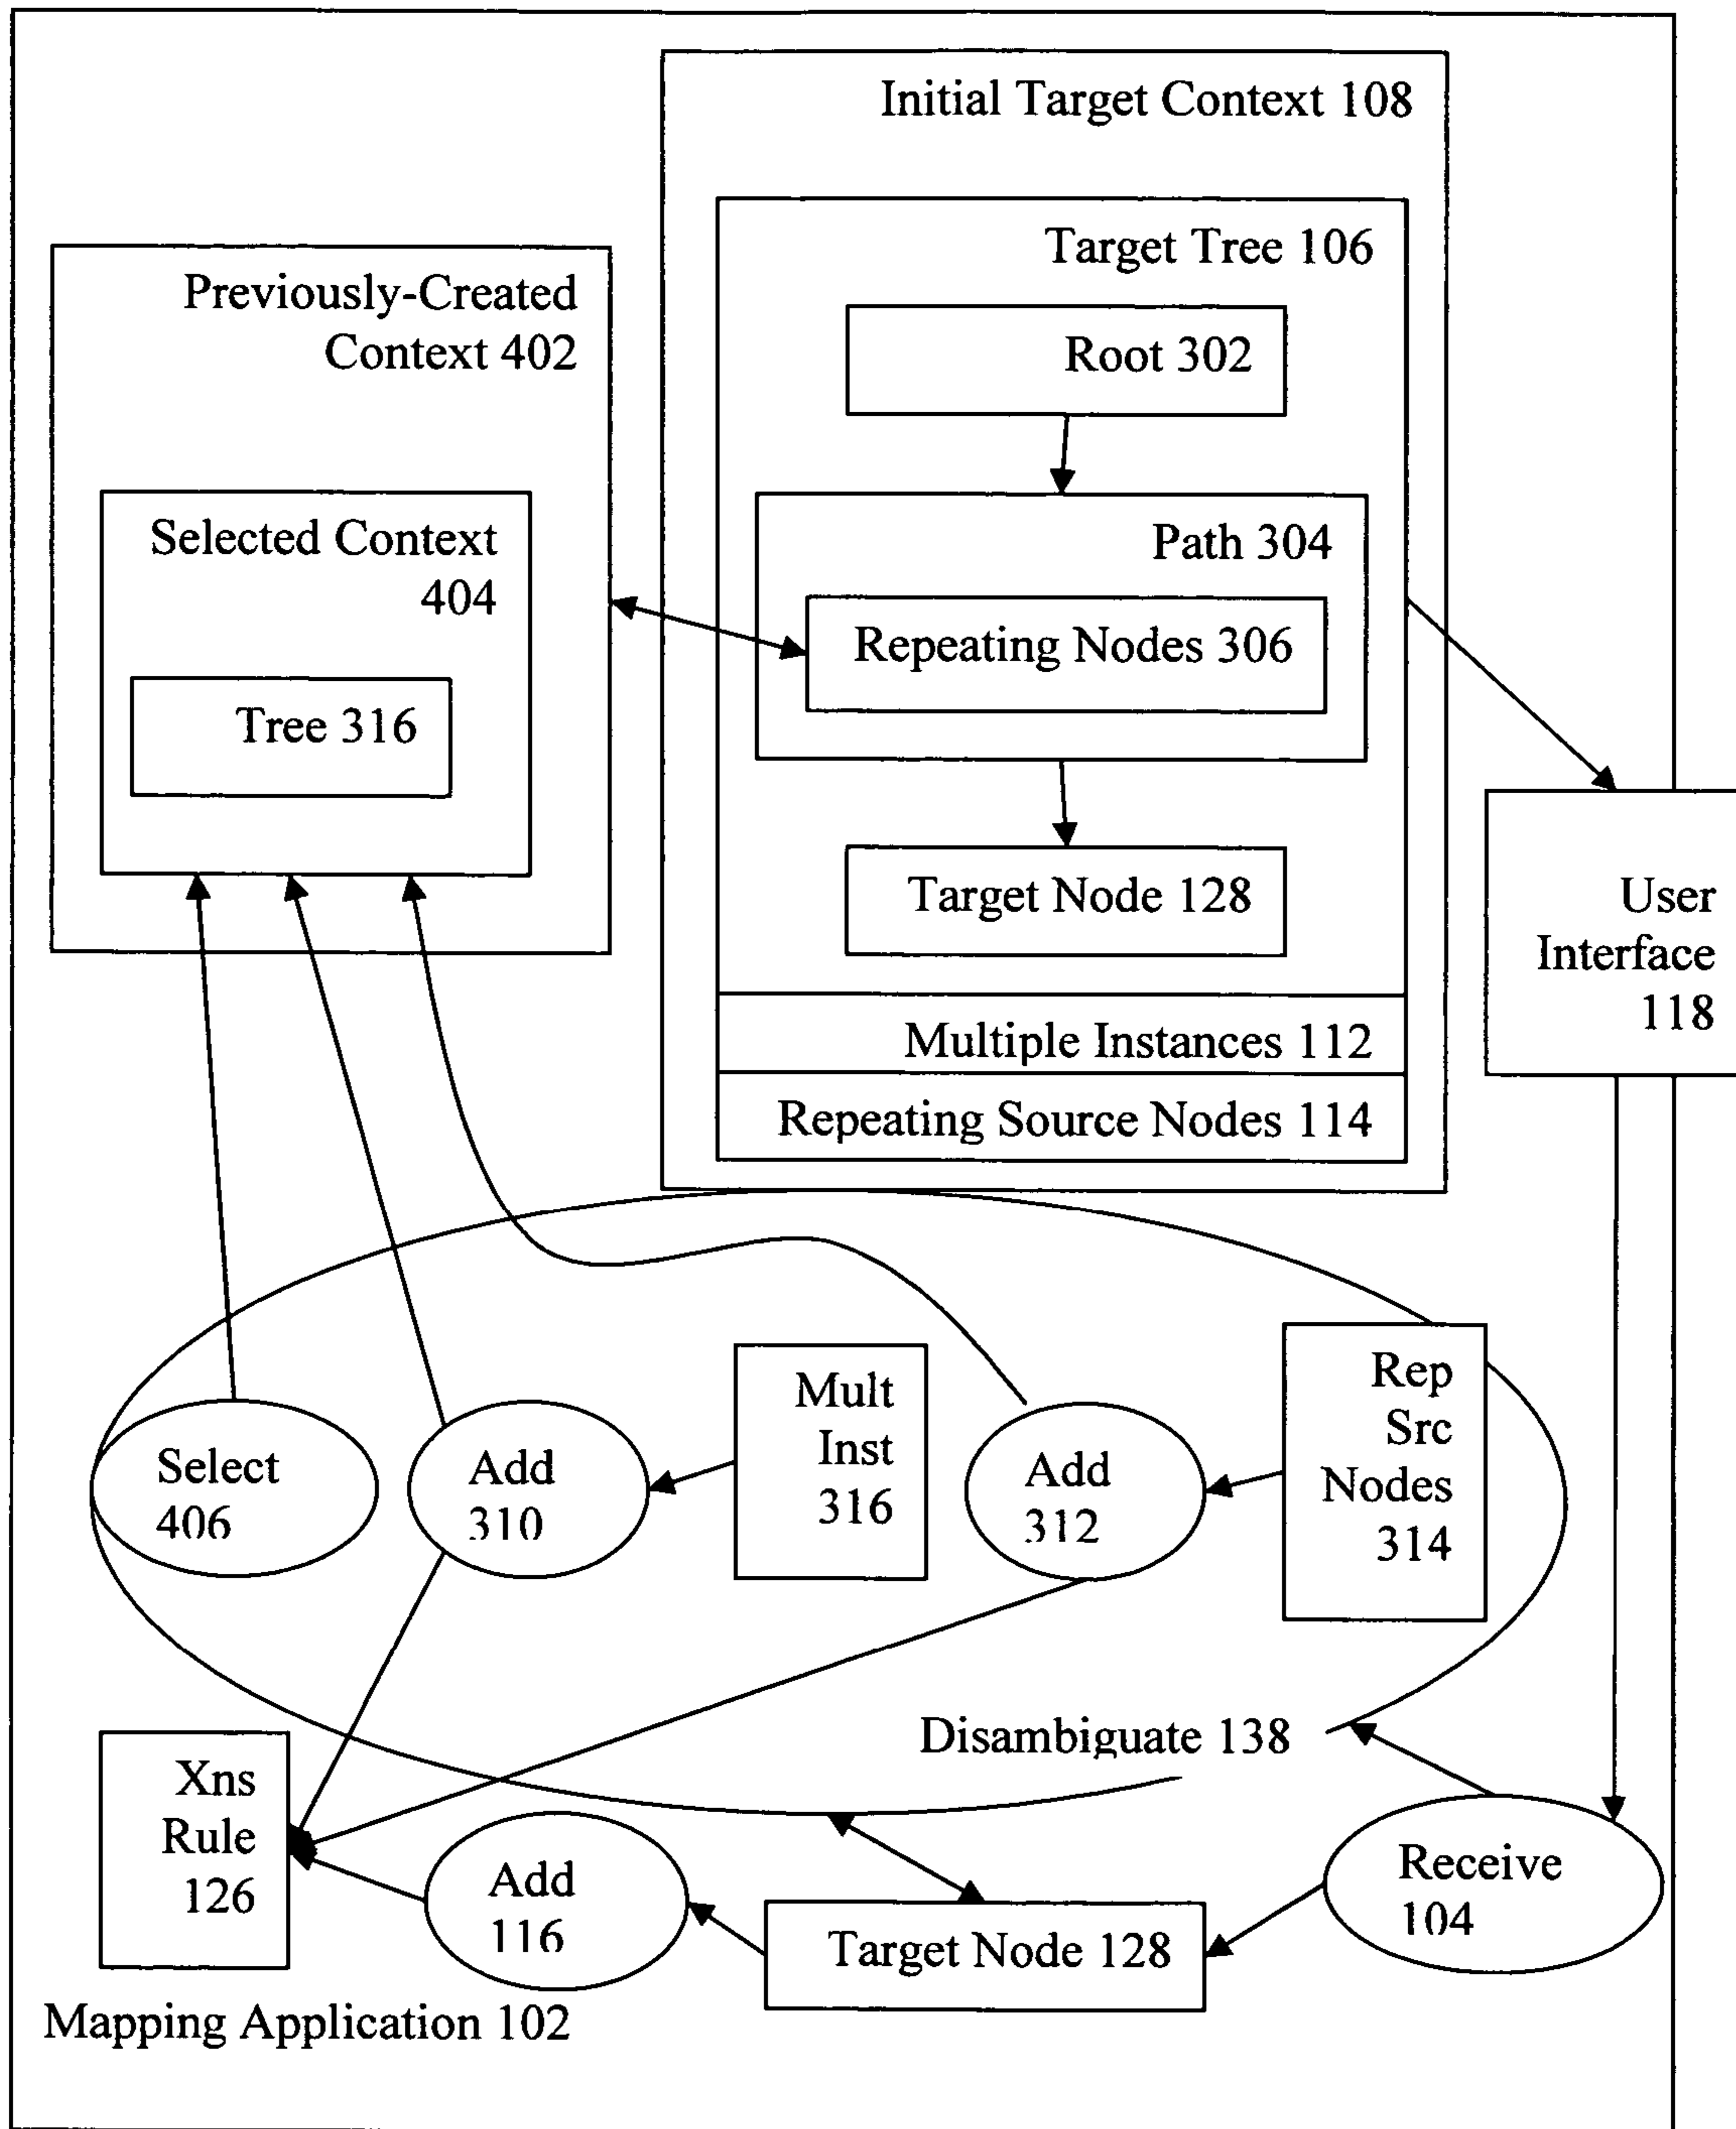 Initial Target Context 108
Target Tree 106
Previously-Created
Context 402
Root 302
Selected Context
404
Path 304
Repeating Nodes 306
Tree 316
Target Node 128
User
Interface
118
Multiple Instances 112
Repeating Source Nodes 114
Select
406
Add
310
Mult
Inst
316
Add
312
Rep
Src
Nodes
314
Disambiguate 138
Xns
Rule
126
Add
116
Target Node 128
Receive
104
Mapping Application 102